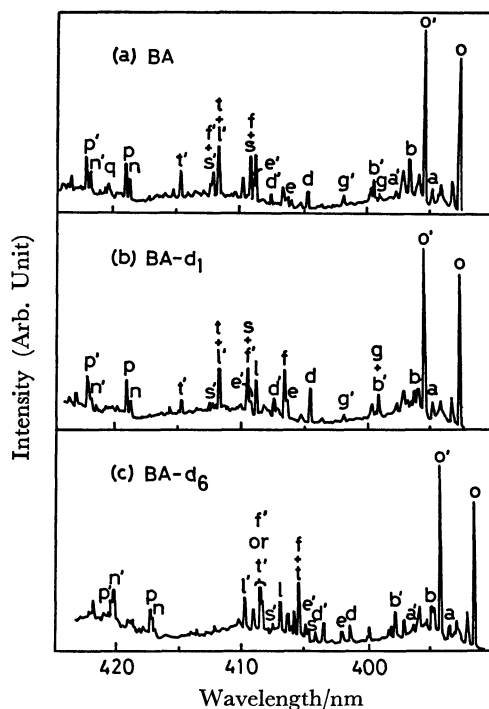 (a) BA
o'
o
p'
n'
q
p
n
t'
f'
+
s'
t
+
l'
f
+
s
e'
d'
e
d
g'
b'
g
a'
b
a
(b) BA-d1
o'
o
p'
n'
p
n
t'
s'
t
+
l'
e'
s
+
f'
l
d'
f
e
d
g'
g
+
b'
b
a
(c) BA-d6
o'
o
p'
n'
p
n
l'
f'
or
t'
s'
l
f
+
t
e'
s
d'
e
d
b'
a'
b
a
Intensity (Arb. Unit)
420 410 400
Wavelength/nm